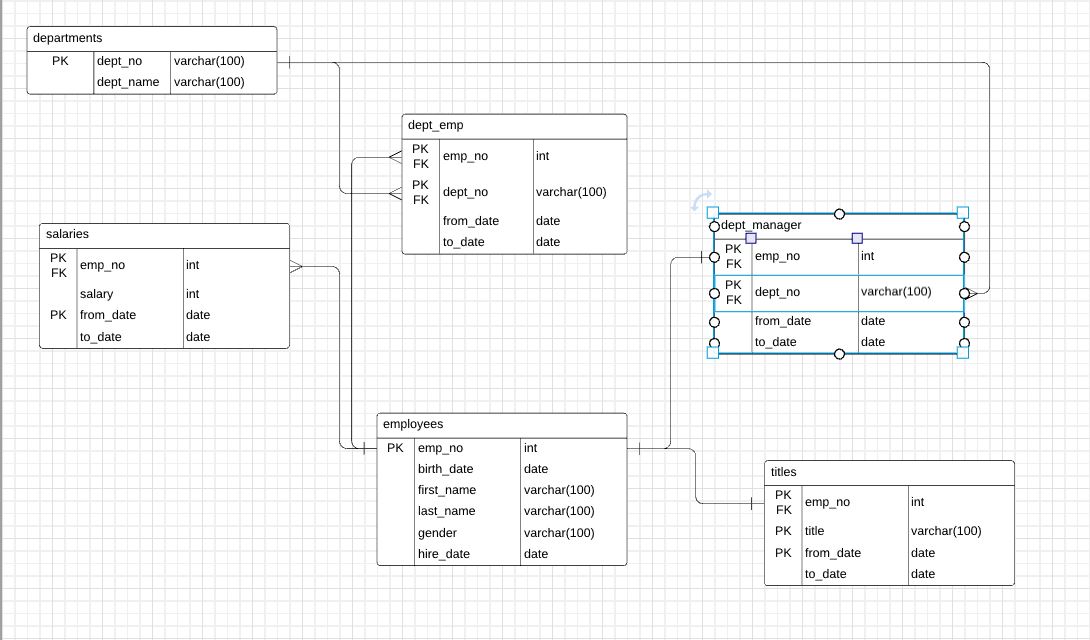 departments
PK dept_no varchar(100)
dept_name varchar(100)
dept_emp
PK
FK emp_no int
PK
FK dept_no varchar(100)
from_date date
to_date date
salaries
PK
FK emp_no int
salary int
PK from_date date
to_date date
dept_manager
PK
FK emp_no int
PK
FK dept_no varchar(100)
from_date date
to_date date
employees
PK emp_no int
birth_date date
first_name varchar(100)
last_name varchar(100)
gender varchar(100)
hire_date date
titles
PK
FK emp_no int
PK title varchar(100)
PK from_date date
to_date date